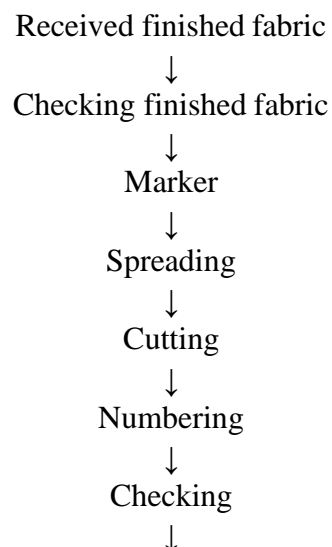 Received finished fabric
↓
Checking finished fabric
↓
Marker
↓
Spreading
↓
Cutting
↓
Numbering
↓
Checking
↓